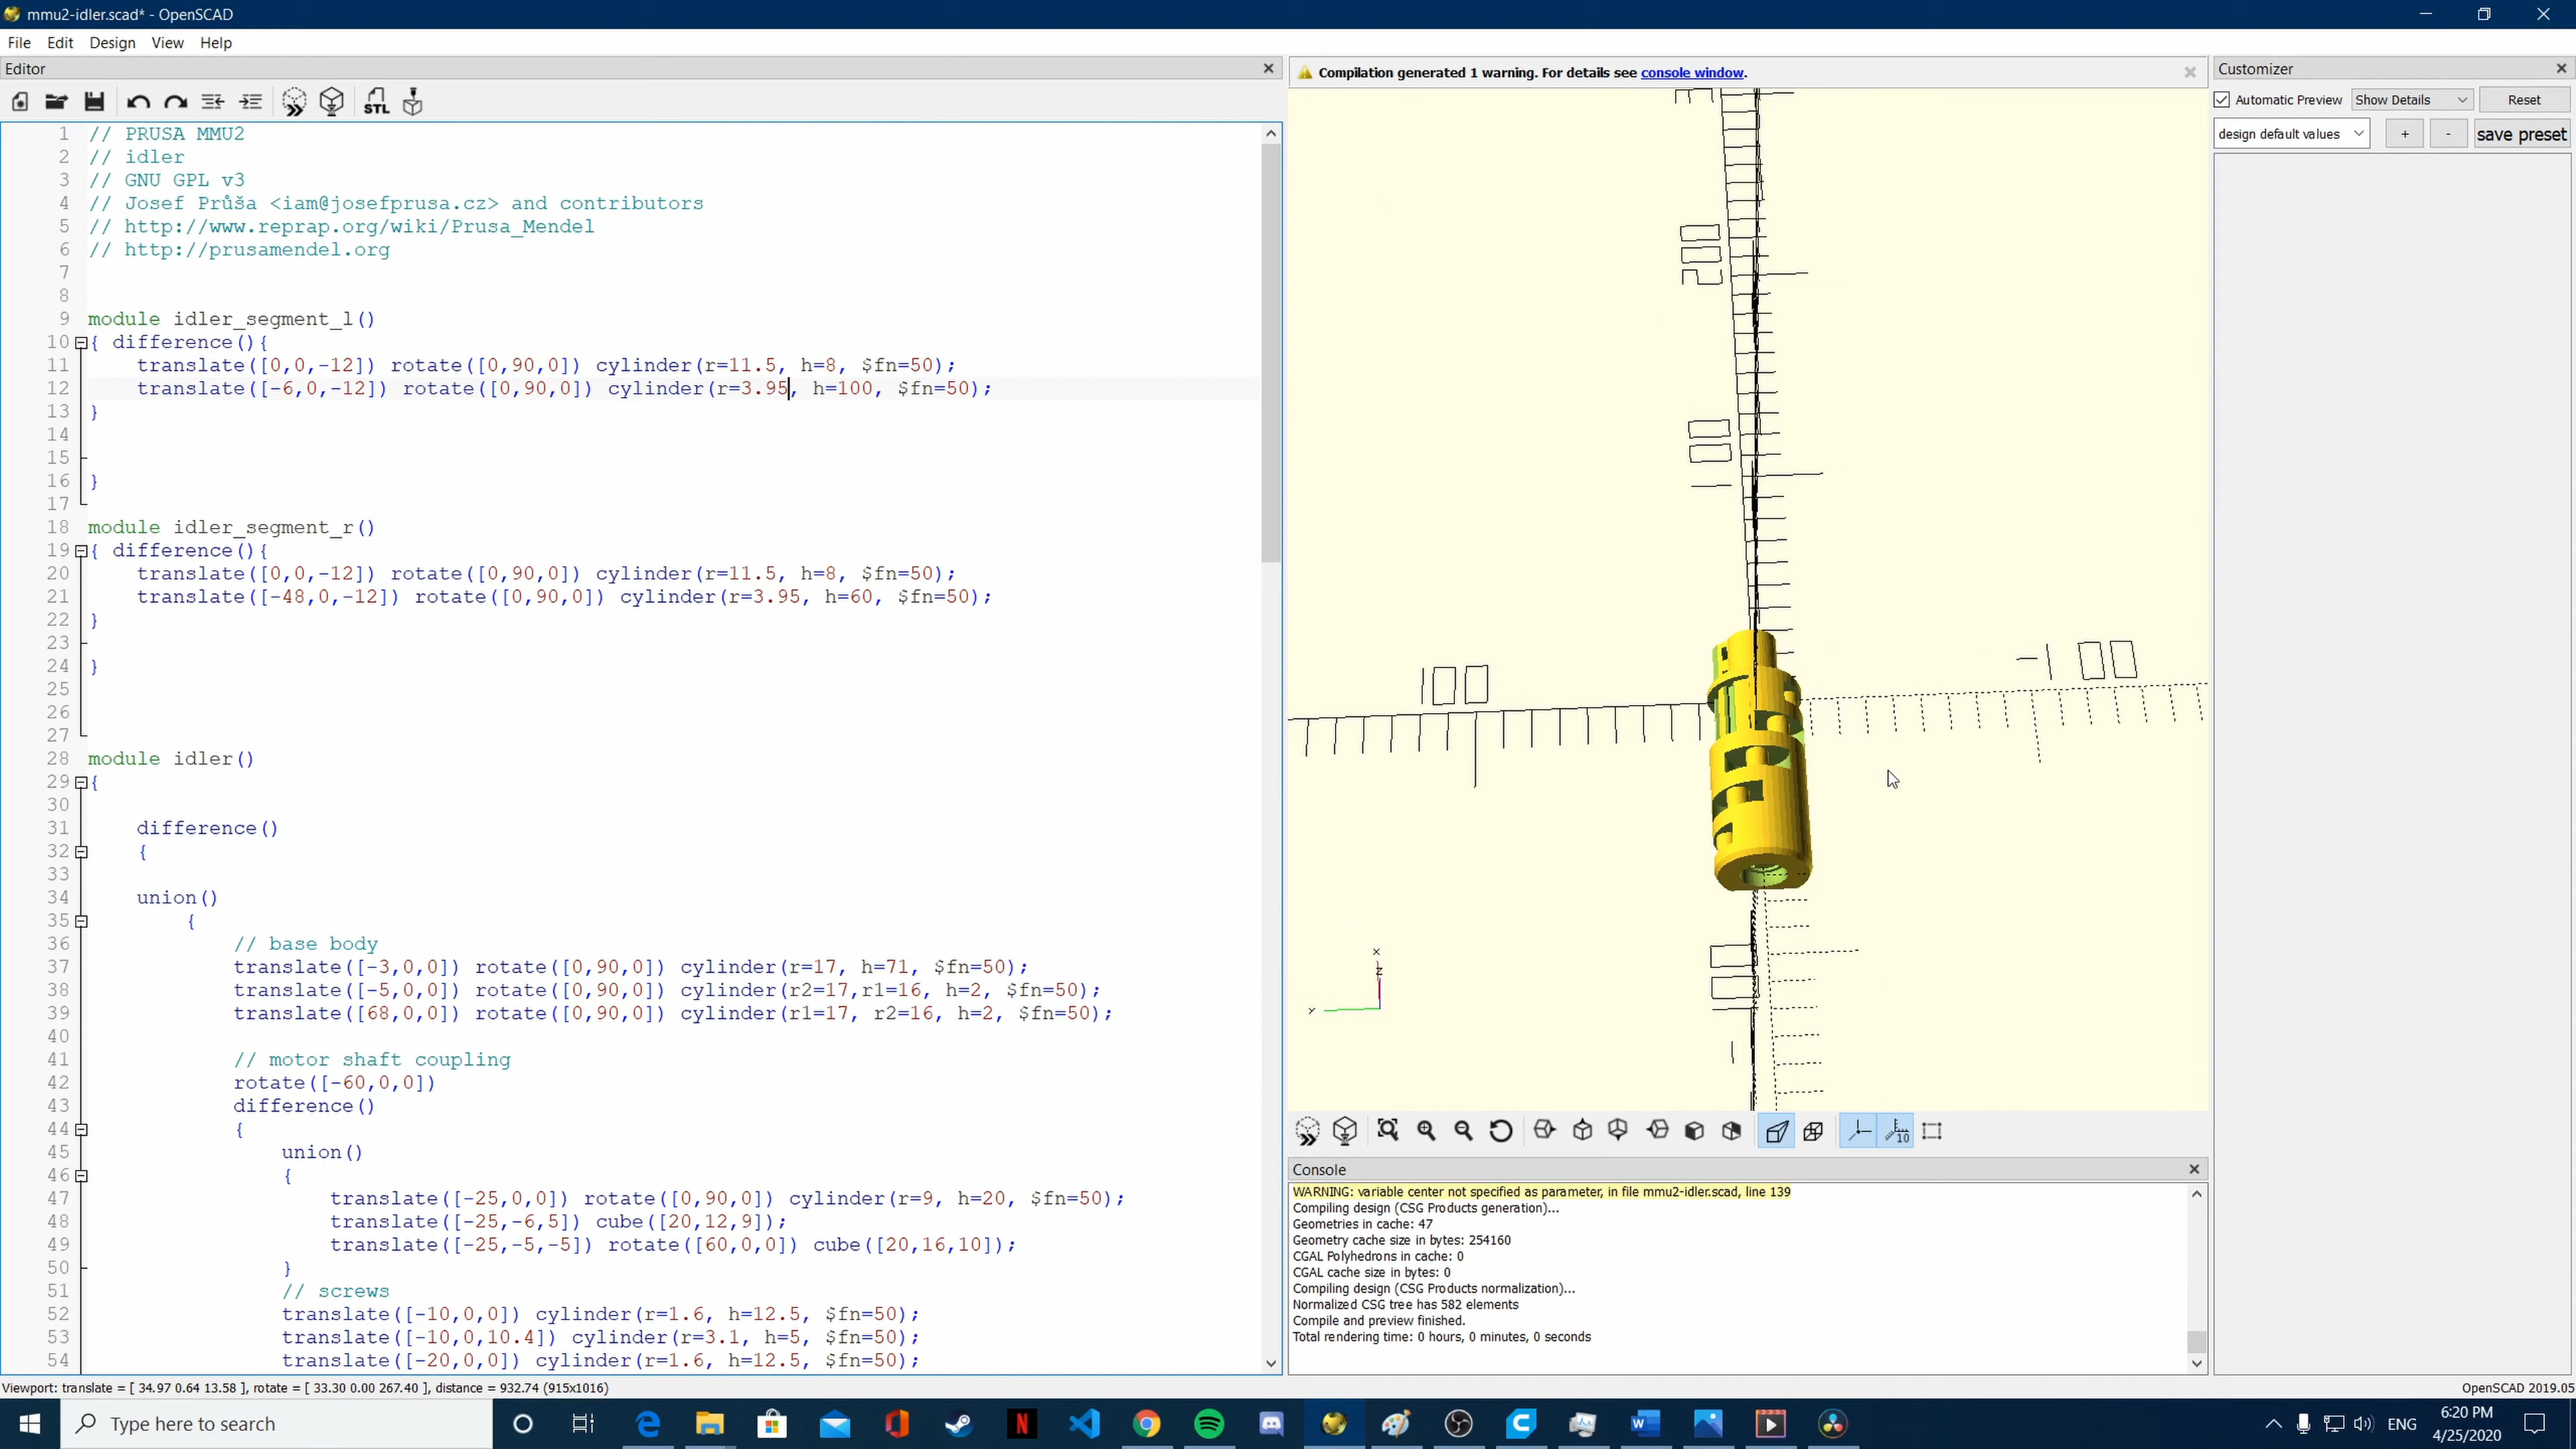 mmu2-idler.scad* - OpenSCAD
File Edit Design View Help
Editor
STL
1 // PRUSA MMU2
2 // idler
3 // GNU GPL v3
4 // Josef Průša <iam@josefprusa.cz> and contributors
5 // http://www.reprap.org/wiki/Prusa_Mendel
6 // http://prusamendel.org
7
8
9 module idler_segment_l()
10 { difference(){
11 translate([0,0,-12]) rotate([0,90,0]) cylinder(r=11.5, h=8, $fn=50);
12 translate([-6,0,-12]) rotate([0,90,0]) cylinder(r=3.95, h=100, $fn=50);
13 }
14
15
16 }
17
18 module idler_segment_r()
19 { difference(){
20 translate([0,0,-12]) rotate([0,90,0]) cylinder(r=11.5, h=8, $fn=50);
21 translate([-48,0,-12]) rotate([0,90,0]) cylinder(r=3.95, h=60, $fn=50);
22 }
23
24 }
25
26
27
28 module idler()
29 {
30
31 difference()
32 {
33
34 union()
35 {
36 // base body
37 translate([-3,0,0]) rotate([0,90,0]) cylinder(r=17, h=71, $fn=50);
38 translate([-5,0,0]) rotate([0,90,0]) cylinder(r2=17,r1=16, h=2, $fn=50);
39 translate([68,0,0]) rotate([0,90,0]) cylinder(r1=17, r2=16, h=2, $fn=50);
40
41 // motor shaft coupling
42 rotate([-60,0,0])
43 difference()
44 {
45 union()
46 {
47 translate([-25,0,0]) rotate([0,90,0]) cylinder(r=9, h=20, $fn=50);
48 translate([-25,-6,5]) cube([20,12,9]);
49 translate([-25,-5,-5]) rotate([60,0,0]) cube([20,16,10]);
50 }
51 // screws
52 translate([-10,0,0]) cylinder(r=1.6, h=12.5, $fn=50);
53 translate([-10,0,10.4]) cylinder(r=3.1, h=5, $fn=50);
54 translate([-20,0,0]) cylinder(r=1.6, h=12.5, $fn=50);
Compilation generated 1 warning. For details see console window.
200
100
100
-100
x
z
y
10
Console
WARNING: variable center not specified as parameter, in file mmu2-idler.scad, line 139
Compiling design (CSG Products generation)...
Geometries in cache: 47
Geometry cache size in bytes: 254160
CGAL Polyhedrons in cache: 0
CGAL cache size in bytes: 0
Compiling design (CSG Products normalization)...
Normalized CSG tree has 582 elements
Compile and preview finished.
Total rendering time: 0 hours, 0 minutes, 0 seconds
Customizer
Automatic Preview Show Details Reset
design default values + - save preset
Viewport: translate = [ 34.97 0.64 13.58 ], rotate = [ 33.30 0.00 267.40 ], distance = 932.74 (915x1016)
OpenSCAD 2019.05
Type here to search
ENG
6:20 PM
4/25/2020